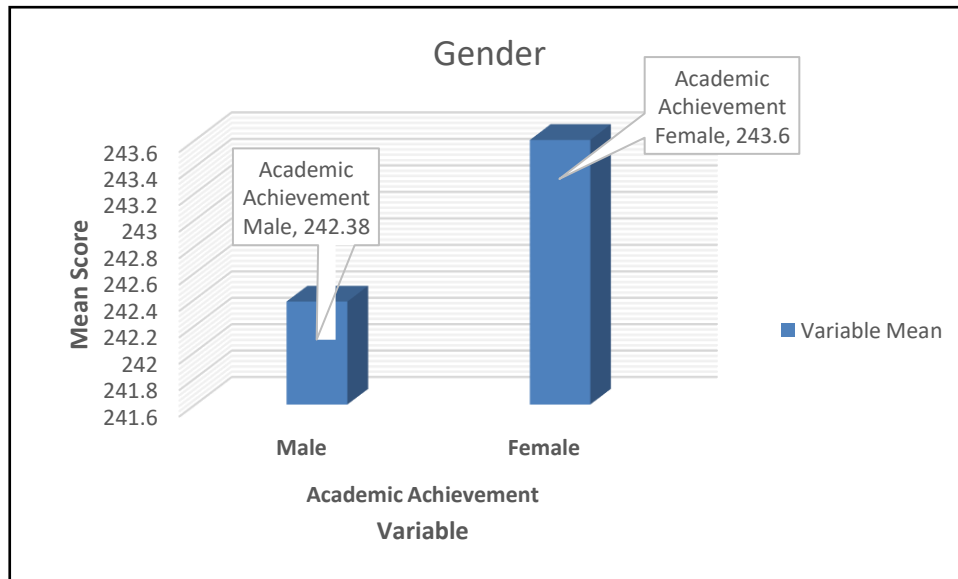 Gender
Academic
Achievement
Female, 243.6
Academic
Achievement
Male, 242.38
243.6
243.4
243.2
243
242.8
242.6
242.4
242.2
242
241.8
241.6
Mean Score
Variable Mean
Male
Female
Academic Achievement
Variable